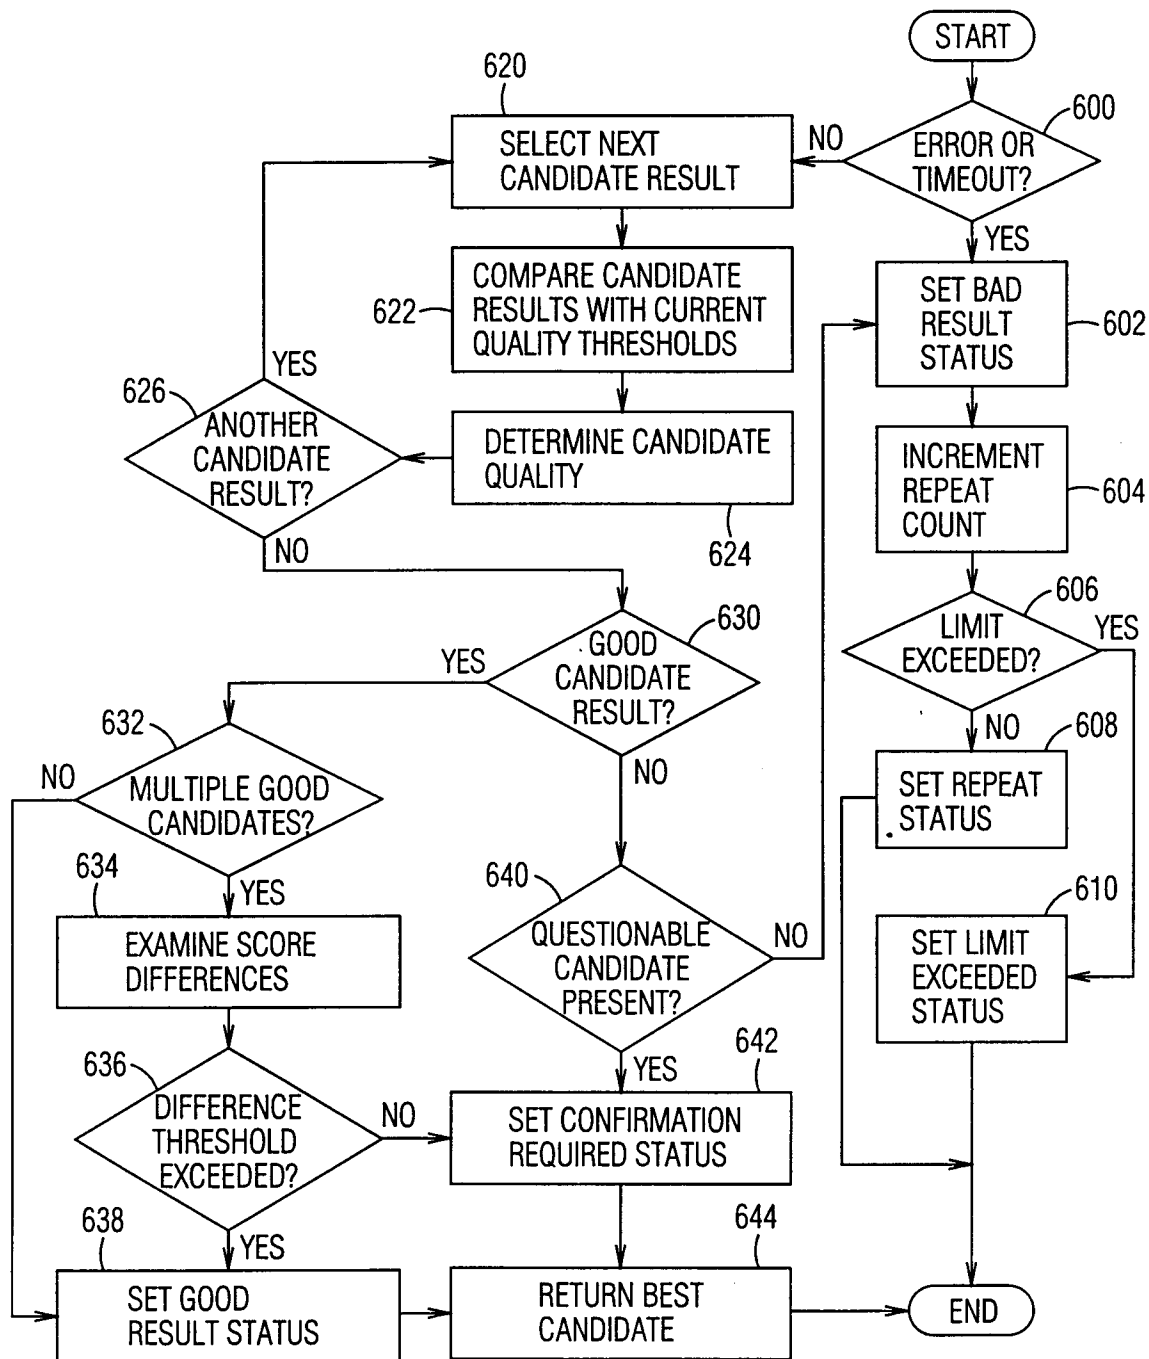 START
600
ERROR OR
TIMEOUT?
NO
YES
620
SELECT NEXT
CANDIDATE RESULT
622
COMPARE CANDIDATE
RESULTS WITH CURRENT
QUALITY THRESHOLDS
SET BAD
RESULT
STATUS
602
YES
626
ANOTHER
CANDIDATE
RESULT?
NO
DETERMINE CANDIDATE
QUALITY
624
INCREMENT
REPEAT
COUNT
604
606
LIMIT
EXCEEDED?
YES
NO
630
GOOD
CANDIDATE
RESULT?
YES
NO
608
SET REPEAT
STATUS
632
NO
MULTIPLE GOOD
CANDIDATES?
YES
634
EXAMINE SCORE
DIFFERENCES
640
QUESTIONABLE
CANDIDATE
PRESENT?
NO
YES
610
SET LIMIT
EXCEEDED
STATUS
636
DIFFERENCE
THRESHOLD
EXCEEDED?
NO
YES
642
SET CONFIRMATION
REQUIRED STATUS
638
SET GOOD
RESULT STATUS
644
RETURN BEST
CANDIDATE
END